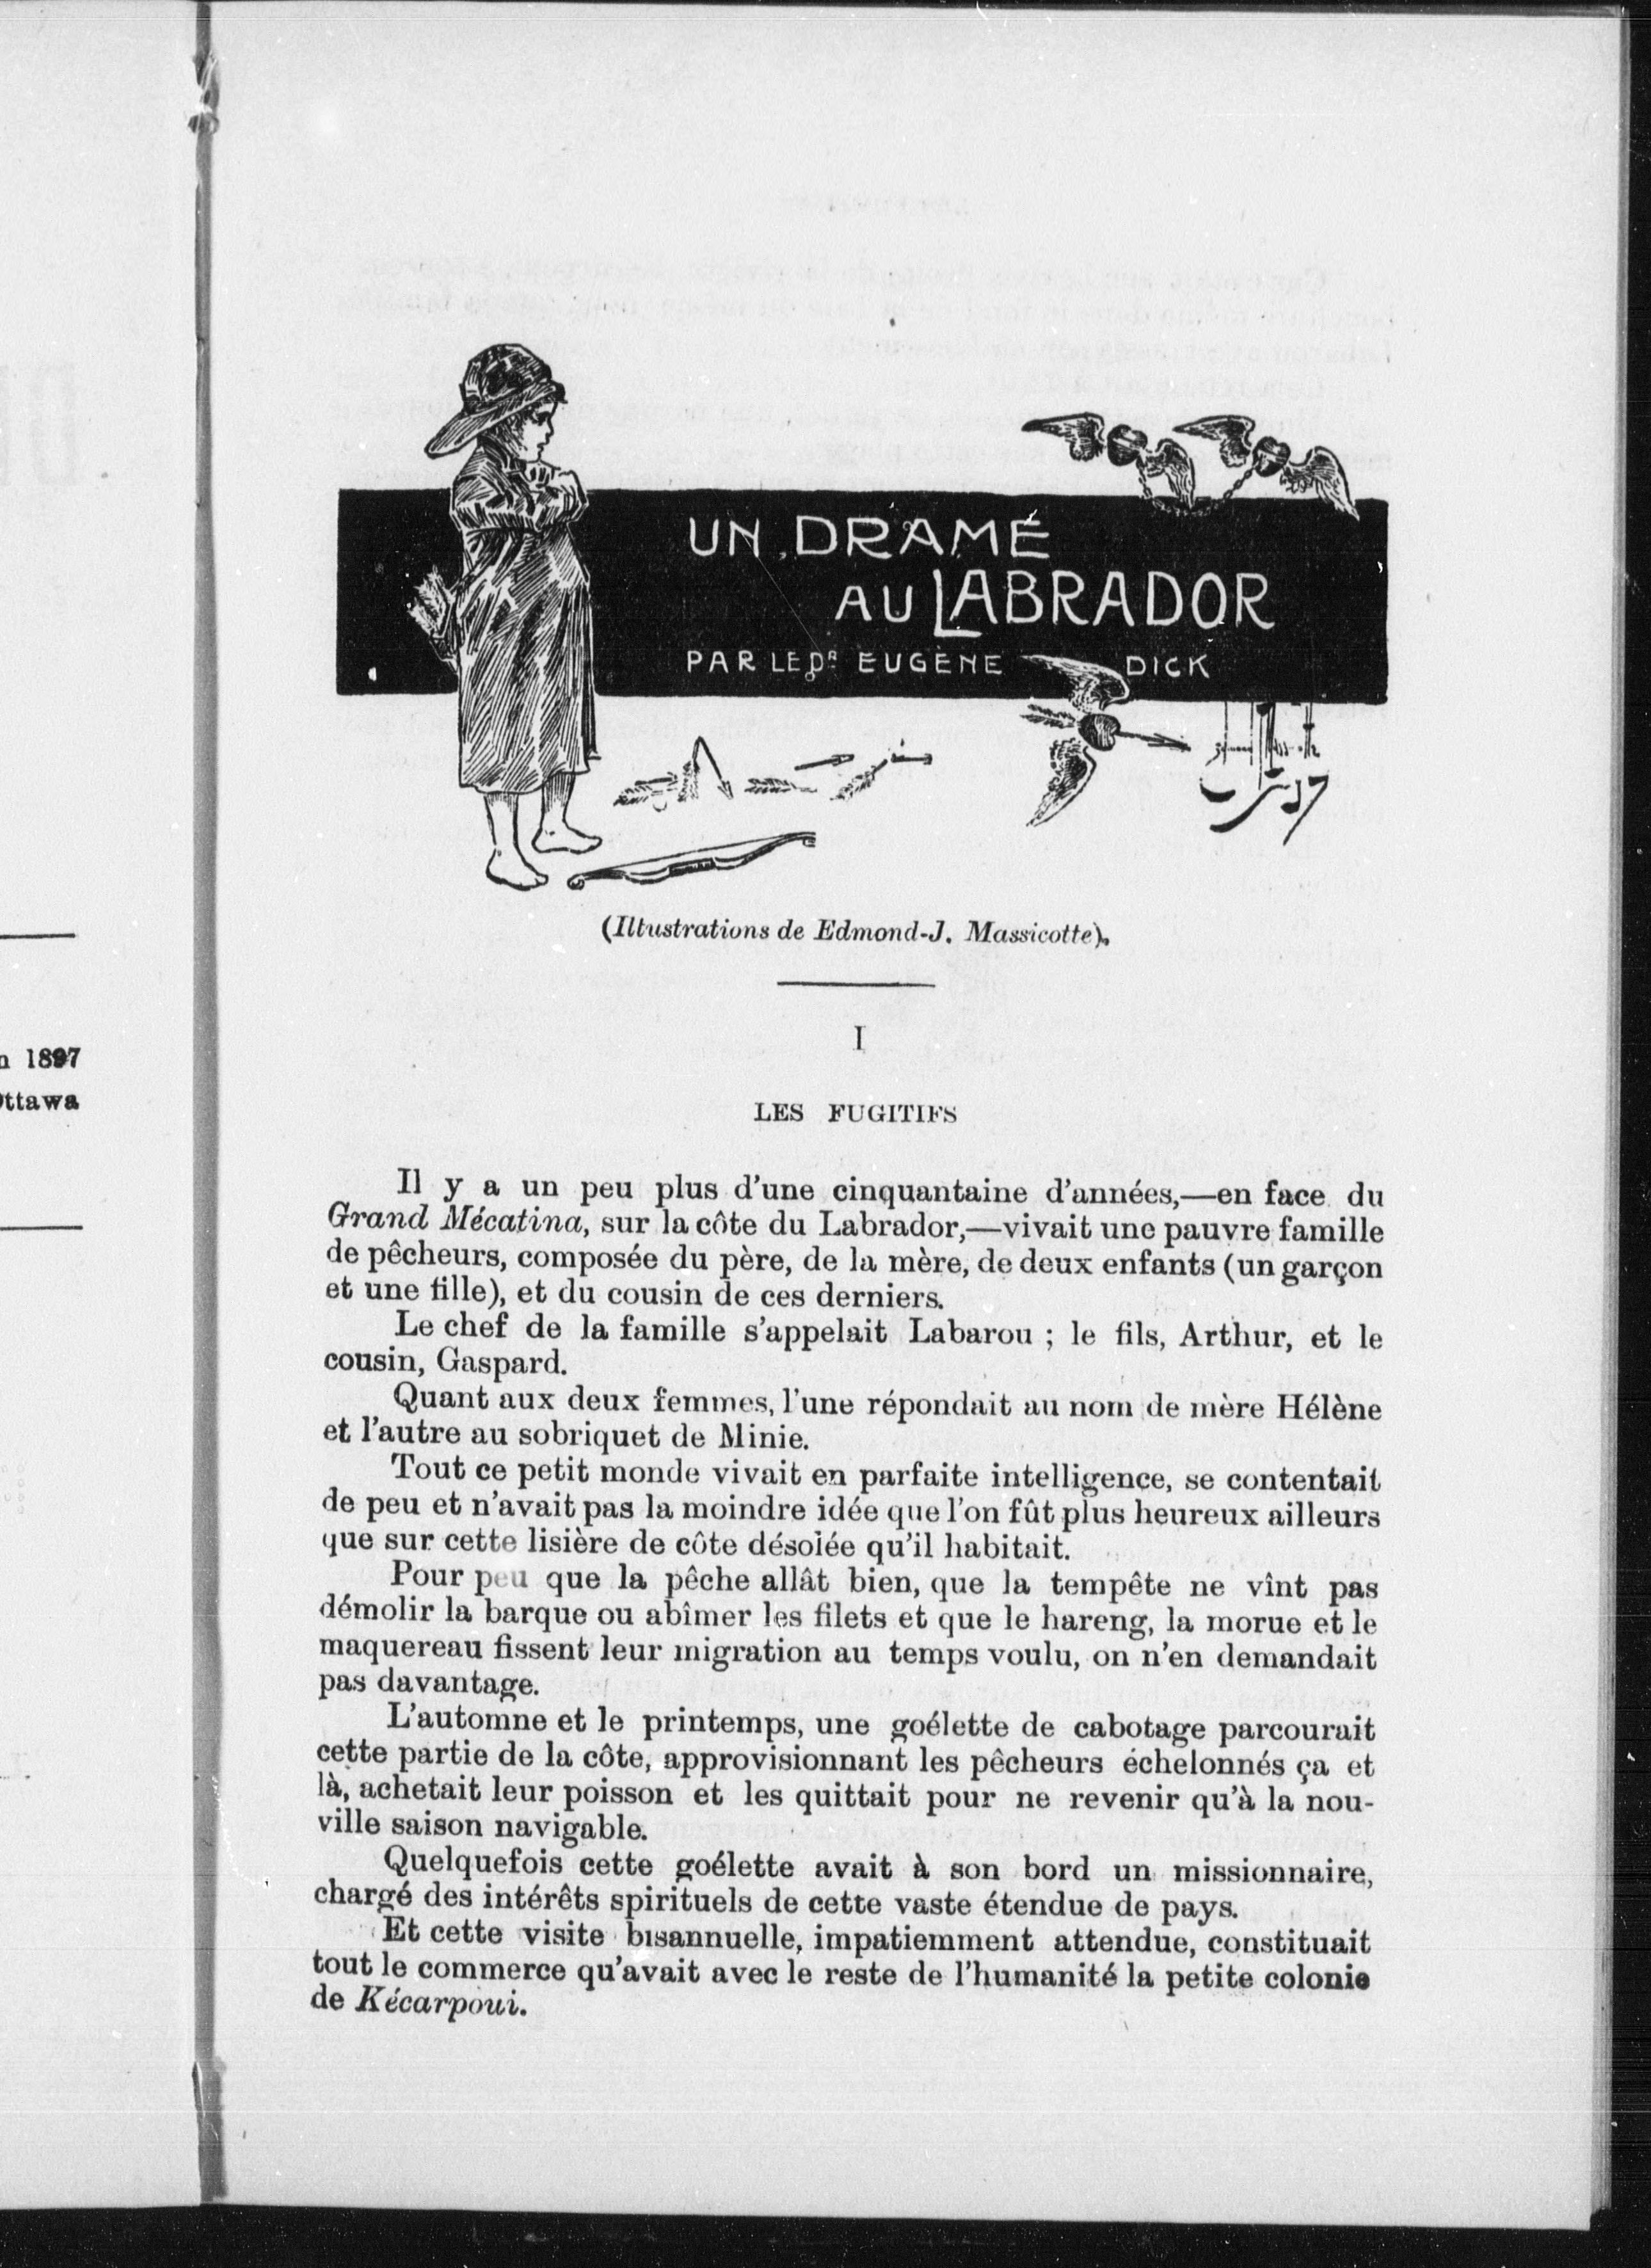 n 1897
Ottawa
UN DRAME
AU LABRADOR
PAR LE DR EUGÈNE DICK
(Illustrations de Edmond-J. Massicotte).
I
LES FUGITIFS
Il y a un peu plus d'une cinquantaine d'années,—en face du
Grand Mécatina, sur la côte du Labrador,—vivait une pauvre famille
de pêcheurs, composée du père, de la mère, de deux enfants (un garçon
et une fille), et du cousin de ces derniers.
Le chef de la famille s'appelait Labarou ; le fils, Arthur, et le
cousin, Gaspard.
Quant aux deux femmes, l'une répondait au nom de mère Hélène
et l'autre au sobriquet de Minie.
Tout ce petit monde vivait en parfaite intelligence, se contentait
de peu et n'avait pas la moindre idée que l'on fût plus heureux ailleurs
que sur cette lisière de côte désolée qu'il habitait.
Pour peu que la pêche allât bien, que la tempête ne vînt pas
démolir la barque ou abîmer les filets et que le hareng, la morue et le
maquereau fissent leur migration au temps voulu, on n'en demandait
pas davantage.
L'automne et le printemps, une goélette de cabotage parcourait
cette partie de la côte, approvisionnant les pêcheurs échelonnés ça et
là, achetait leur poisson et les quittait pour ne revenir qu'à la nou-
ville saison navigable.
Quelquefois cette goélette avait à son bord un missionnaire,
chargé des intérêts spirituels de cette vaste étendue de pays.
Et cette visite bisannuelle, impatiemment attendue, constituait
tout le commerce qu'avait avec le reste de l'humanité la petite colonie
de Kécarpoui.